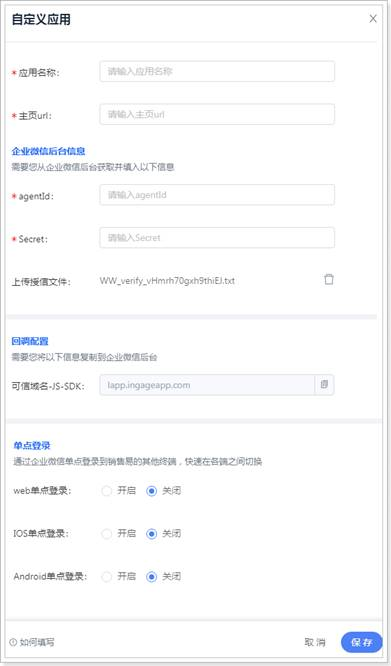 自定义应用
* 应用名称： 请输入应用名称
* 主页url： 请输入主页url
企业微信后台信息
需要您从企业微信后台获取并填入以下信息
* agentId： 请输入agentId
* Secret： 请输入Secret
上传授信文件： WW_verify_vHmrh70gxh9thiEJ.txt
回调配置
需要您将以下信息复制到企业微信后台
可信域名-JS-SDK： lapp.ingageapp.com
单点登录
通过企业微信单点登录到销售易的其他终端，快速在各端之间切换
web单点登录： 开启 关闭
IOS单点登录： 开启 关闭
Android单点登录： 开启 关闭
如何填写 取消 保存